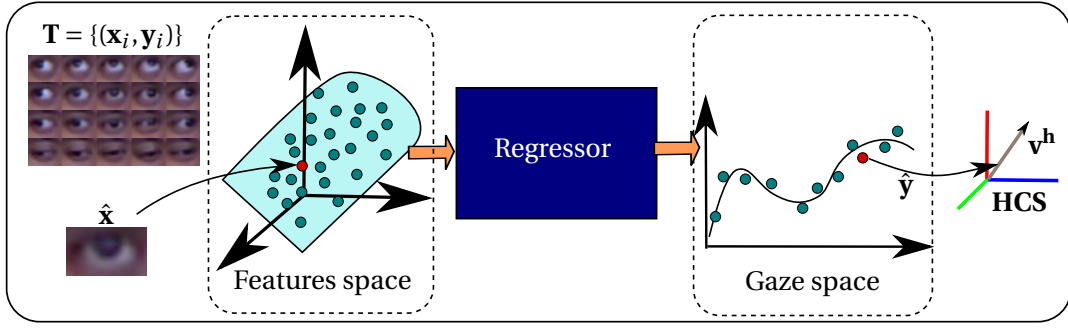 T = {(x_i, y_i)}
x̂
Features space
Regressor
ŷ
Gaze space
v^h
HCS